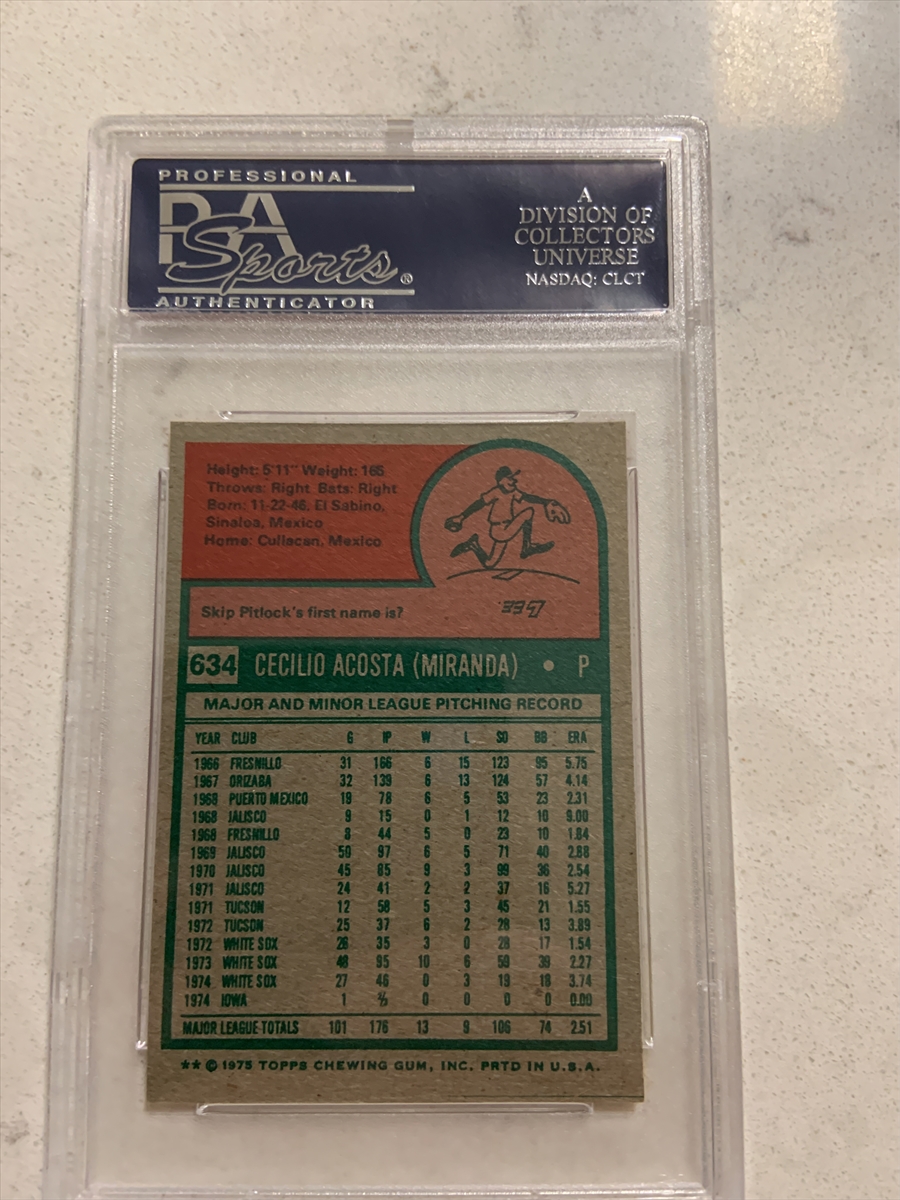 PROFESSIONAL
PSA
Sports®
AUTHENTICATOR
A
DIVISION OF
COLLECTORS
UNIVERSE
NASDAQ: CLCT
Height: 5'11" Weight: 165
Throws: Right Bats: Right
Born: 11-22-46, El Sabino,
Sinaloa, Mexico
Home: Culiacan, Mexico
Skip Pitlock's first name is?
634 CECILIO ACOSTA (MIRANDA) • P
MAJOR AND MINOR LEAGUE PITCHING RECORD
YEAR CLUB G IP W L SO BB ERA
1966 FRESNILLO 31 166 6 15 123 95 5.75
1967 ORIZABA 32 139 6 13 124 57 4.14
1968 PUERTO MEXICO 19 78 6 5 53 23 2.31
1968 JALISCO 9 15 0 1 12 10 9.00
1968 FRESNILLO 8 44 5 0 23 10 1.84
1969 JALISCO 50 97 6 5 71 40 2.88
1970 JALISCO 45 85 9 3 99 36 2.54
1971 JALISCO 24 41 2 2 37 16 5.27
1971 TUCSON 12 58 5 3 45 21 1.55
1972 TUCSON 25 37 6 2 28 13 3.89
1972 WHITE SOX 26 35 3 0 28 17 1.54
1973 WHITE SOX 48 95 10 6 59 39 2.27
1974 WHITE SOX 27 46 0 3 19 18 3.74
1974 IOWA 1 ⅔ 0 0 0 0 0.00
MAJOR LEAGUE TOTALS 101 176 13 9 106 74 2.51
** © 1975 TOPPS CHEWING GUM, INC. PRTD IN U.S.A.